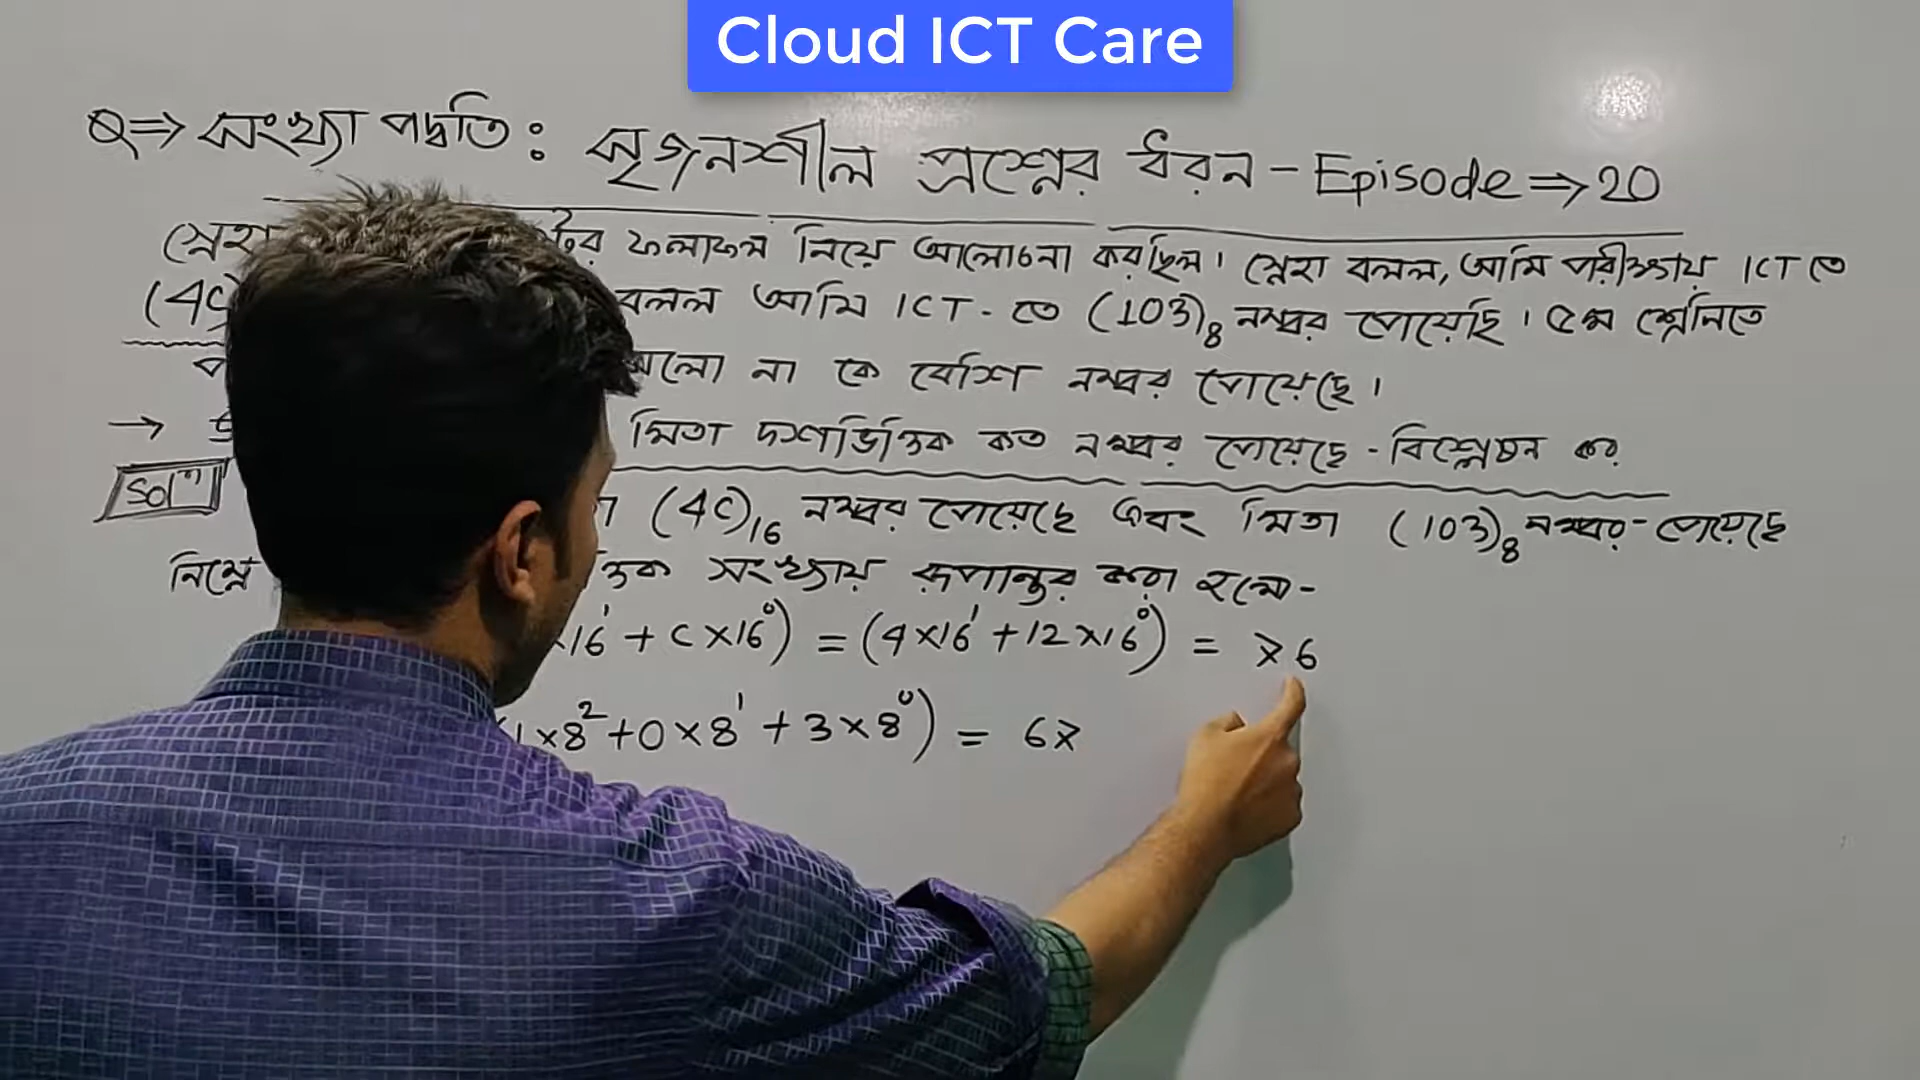 Cloud ICT Care
Q⇒ সংখ্যা পদ্ধতি : সৃজনশীল প্রশ্নের ধরন - Episode ⇒ 20
স্নেহা ফলাফল নিয়ে আলোচনা করছিল। স্নেহা বলল, আমি পরীক্ষায় ICT তে
(4C) বলল আমি ICT - তে (103)₈ নম্বর পেয়েছি। ৫ম শ্রেনিতে
না কে বেশি নম্বর পেয়েছে।
→ মিতা দশভিত্তিক কত নম্বর পেয়েছে - বিশ্লেষন কর
Solⁿ (4C)₁₆ নম্বর পেয়েছে এবং মিতা (103)₈ নম্বর পেয়েছে
নিম্নে সংখ্যায় রূপান্তর করা হলো -
×16¹ + C×16⁰) = (4×16¹ + 12×16⁰) = 76
1×8² + 0×8¹ + 3×8⁰) = 67